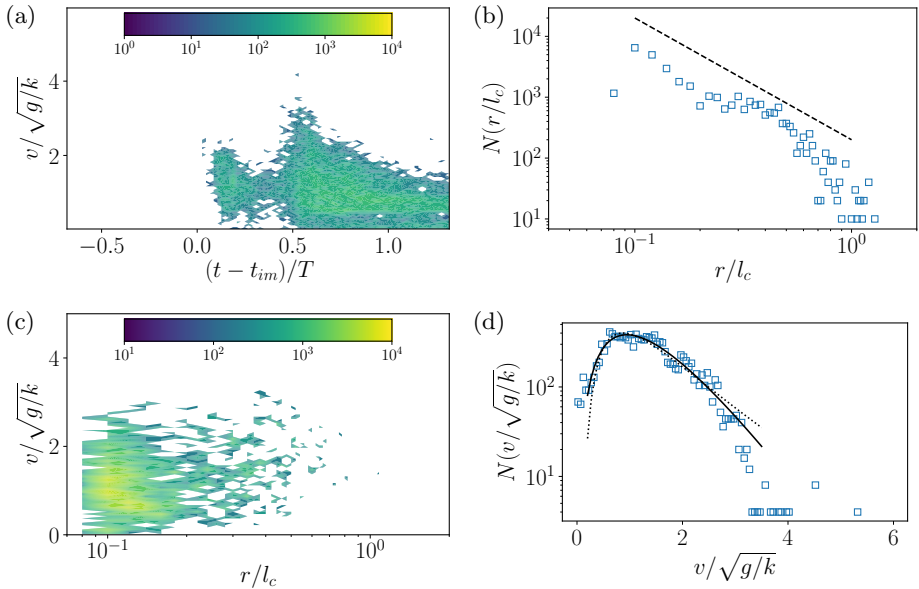 (a)
10^0 10^1 10^2 10^3 10^4
v/√g/k
4
2
−0.5 0.0 0.5 1.0
(t − t_im)/T
(b)
N(r/l_c)
10^4
10^3
10^2
10^1
10^−1 10^0
r/l_c
(c)
10^1 10^2 10^3 10^4
v/√g/k
4
2
0
10^−1 10^0
r/l_c
(d)
N(v/√g/k)
10^2
10^1
0 2 4 6
v/√g/k